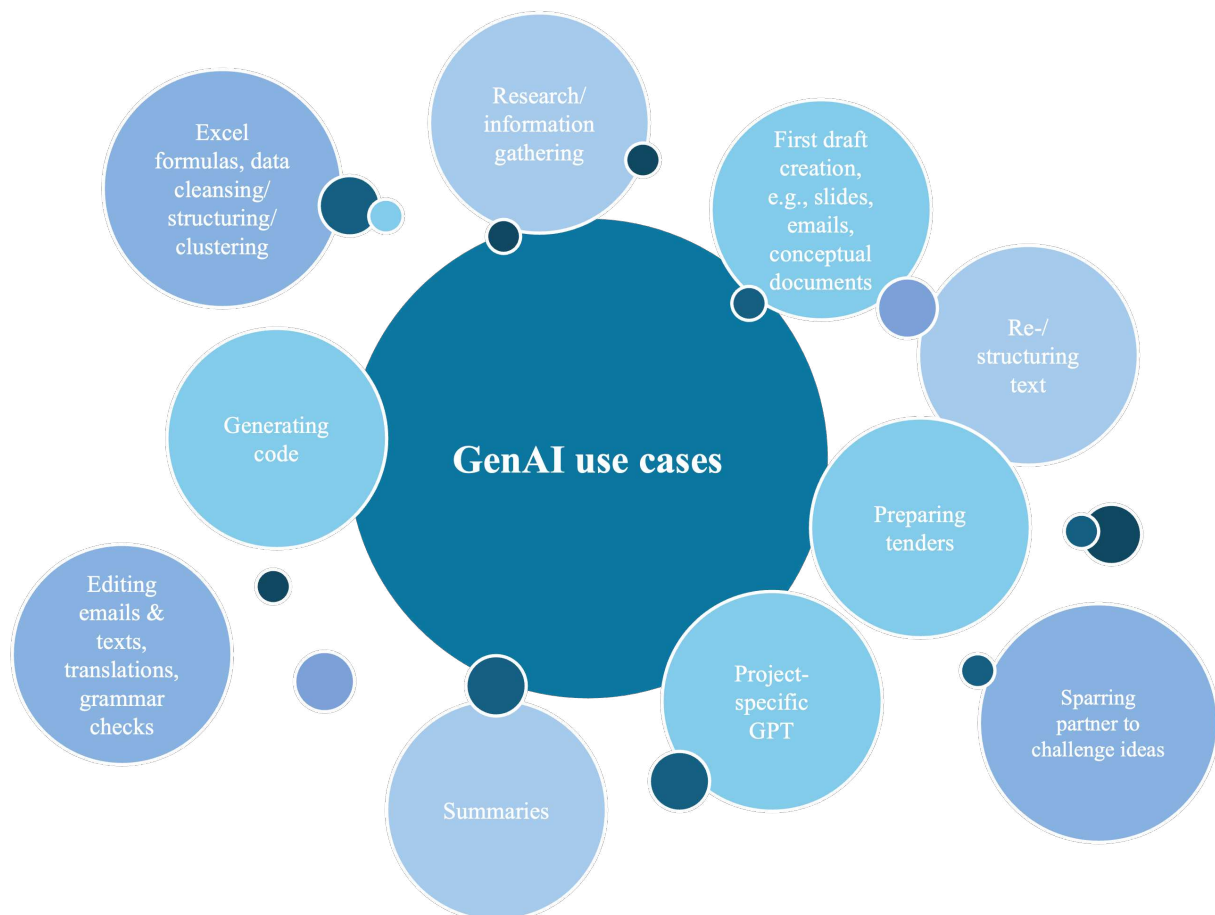 Research/
information
gathering
Excel
formulas, data
cleansing/
structuring/
clustering
First draft
creation,
e.g., slides,
emails,
conceptual
documents
Re-/
structuring
text
Generating
code
GenAI use cases
Preparing
tenders
Editing
emails &
texts,
translations,
grammar
checks
Project-
specific
GPT
Sparring
partner to
challenge ideas
Summaries